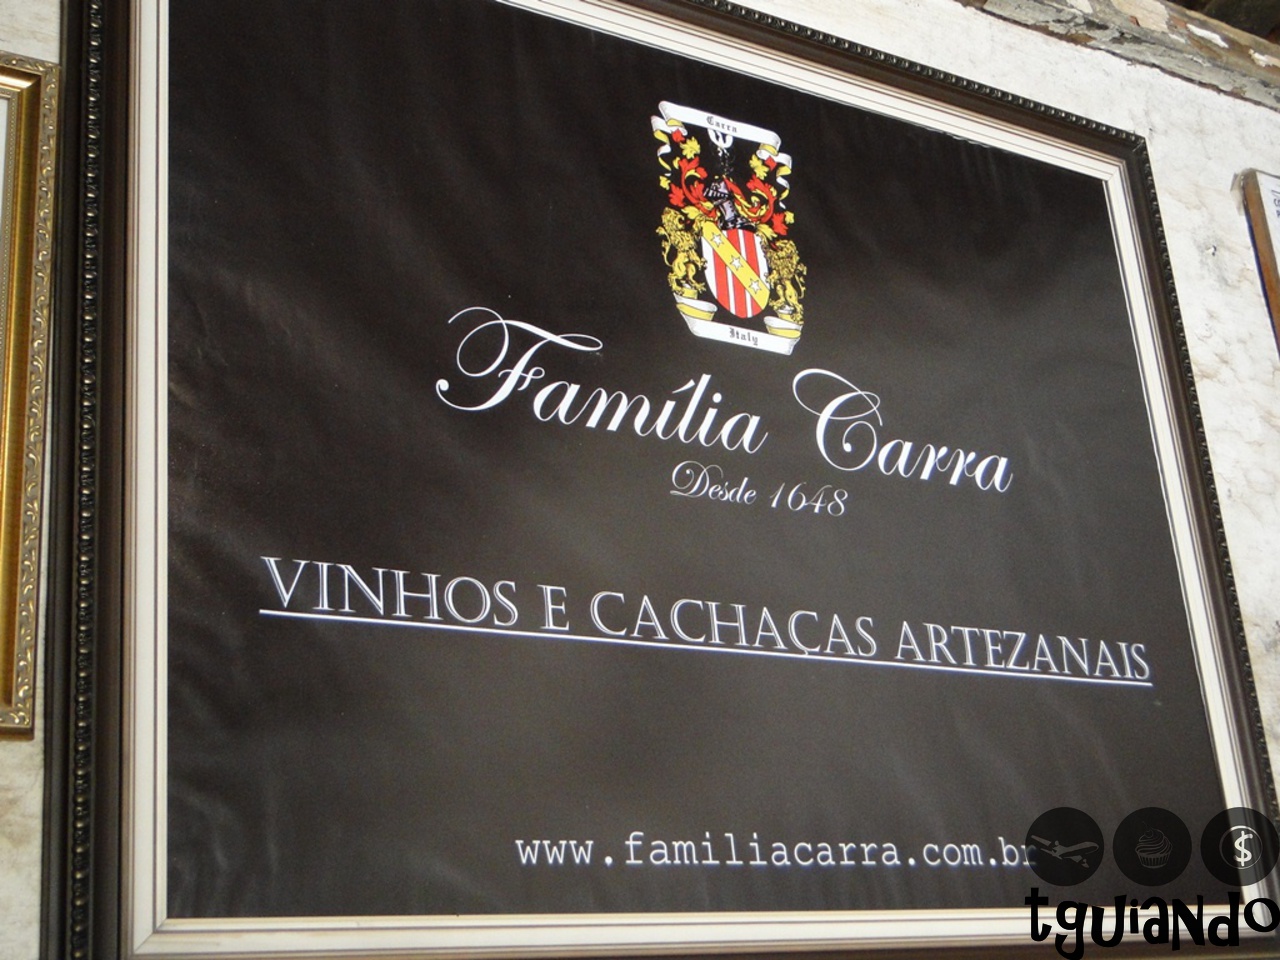 Carra
Italy
Família Carra
Desde 1648
VINHOS E CACHAÇAS ARTEZANAIS
www.familiacarra.com.br
tguiando